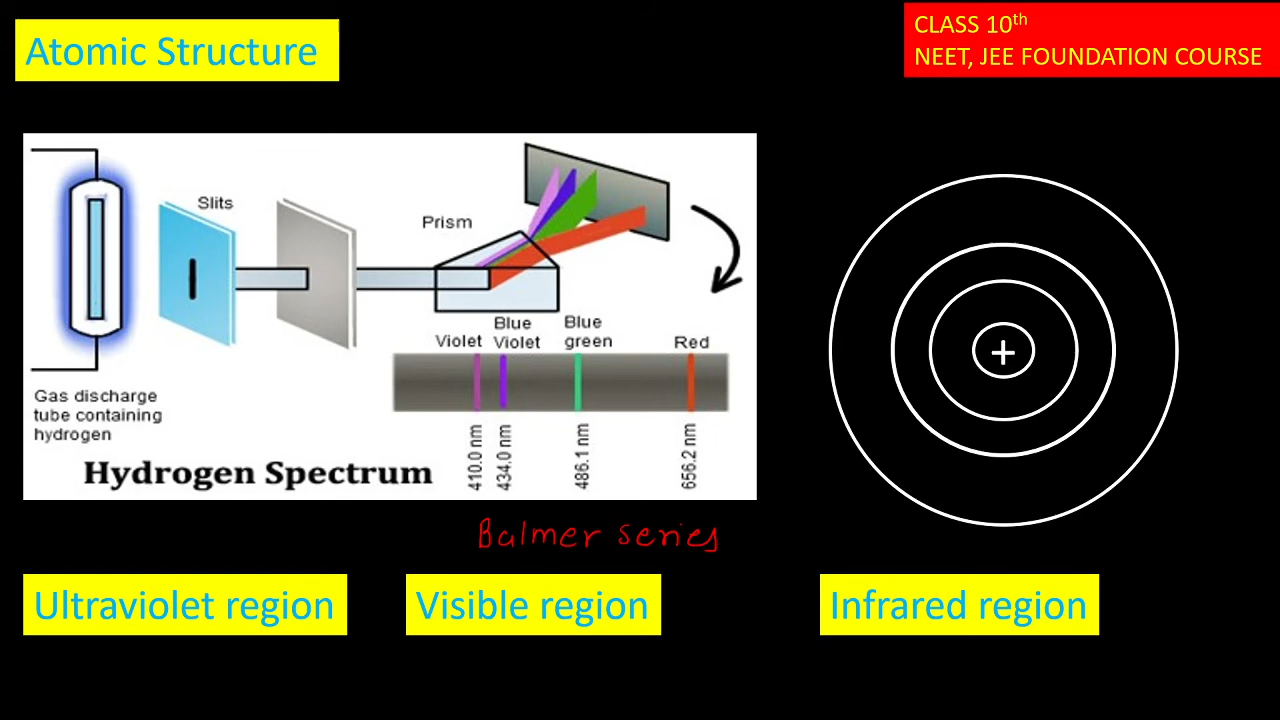 Atomic Structure
CLASS 10th
NEET, JEE FOUNDATION COURSE
Slits
Prism
Gas discharge
tube containing
hydrogen
Violet
Blue
Violet
Blue
green
Red
410.0 nm
434.0 nm
486.1 nm
656.2 nm
Hydrogen Spectrum
+
Balmer series
Ultraviolet region
Visible region
Infrared region